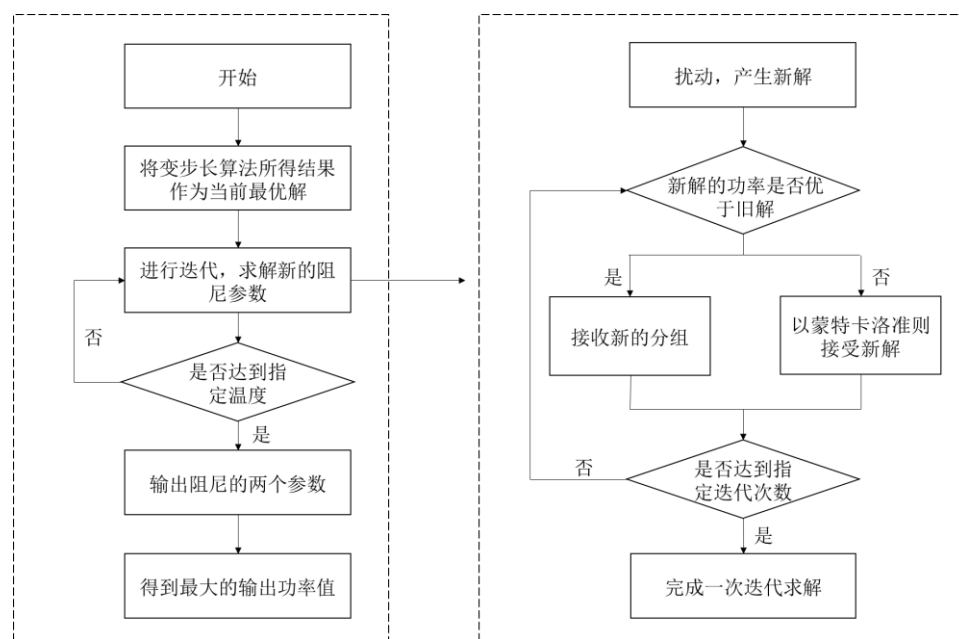 开始
将变步长算法所得结果
作为当前最优解
进行迭代，求解新的阻
尼参数
否
是否达到指
定温度
是
输出阻尼的两个参数
得到最大的输出功率值
扰动，产生新解
新解的功率是否优
于旧解
是
否
接收新的分组
以蒙特卡洛准则
接受新解
否
是否达到指
定迭代次数
是
完成一次迭代求解